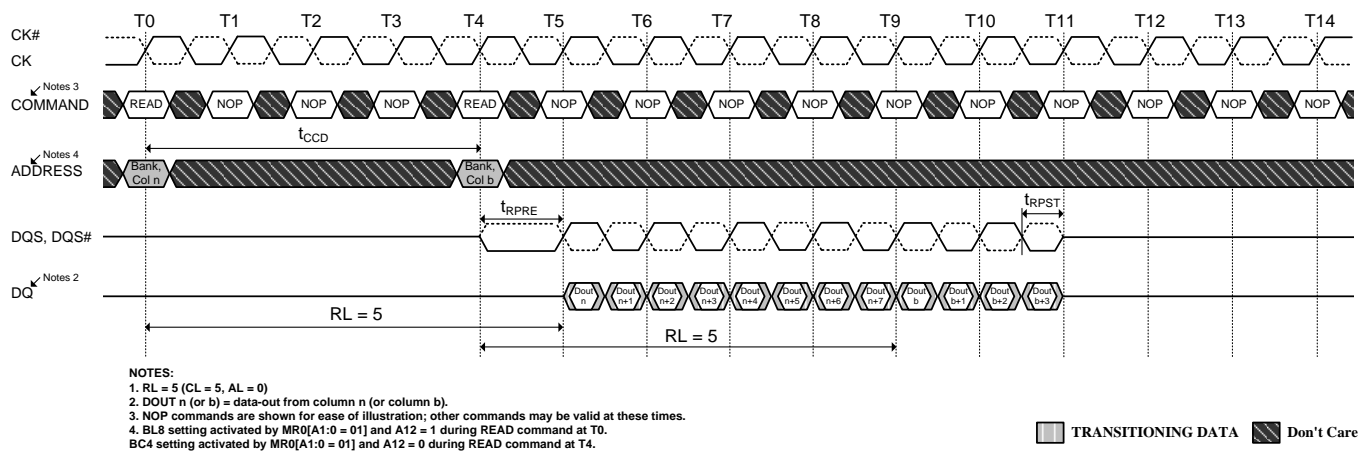 T0 T1 T2 T3 T4 T5 T6 T7 T8 T9 T10 T11 T12 T13 T14
CK#
CK
Notes 3
COMMAND
READ NOP NOP NOP READ NOP NOP NOP NOP NOP NOP NOP NOP NOP NOP
tCCD
Notes 4
ADDRESS
Bank, Col n
Bank, Col b
tRPRE
tRPST
DQS, DQS#
Notes 2
DQ
Dout n
Dout n+1
Dout n+2
Dout n+3
Dout n+4
Dout n+5
Dout n+6
Dout n+7
Dout b
Dout b+1
Dout b+2
Dout b+3
RL = 5
RL = 5
NOTES:
1. RL = 5 (CL = 5, AL = 0)
2. DOUT n (or b) = data-out from column n (or column b).
3. NOP commands are shown for ease of illustration; other commands may be valid at these times.
4. BL8 setting activated by MR0[A1:0 = 01] and A12 = 1 during READ command at T0.
BC4 setting activated by MR0[A1:0 = 01] and A12 = 0 during READ command at T4.
TRANSITIONING DATA
Don't Care